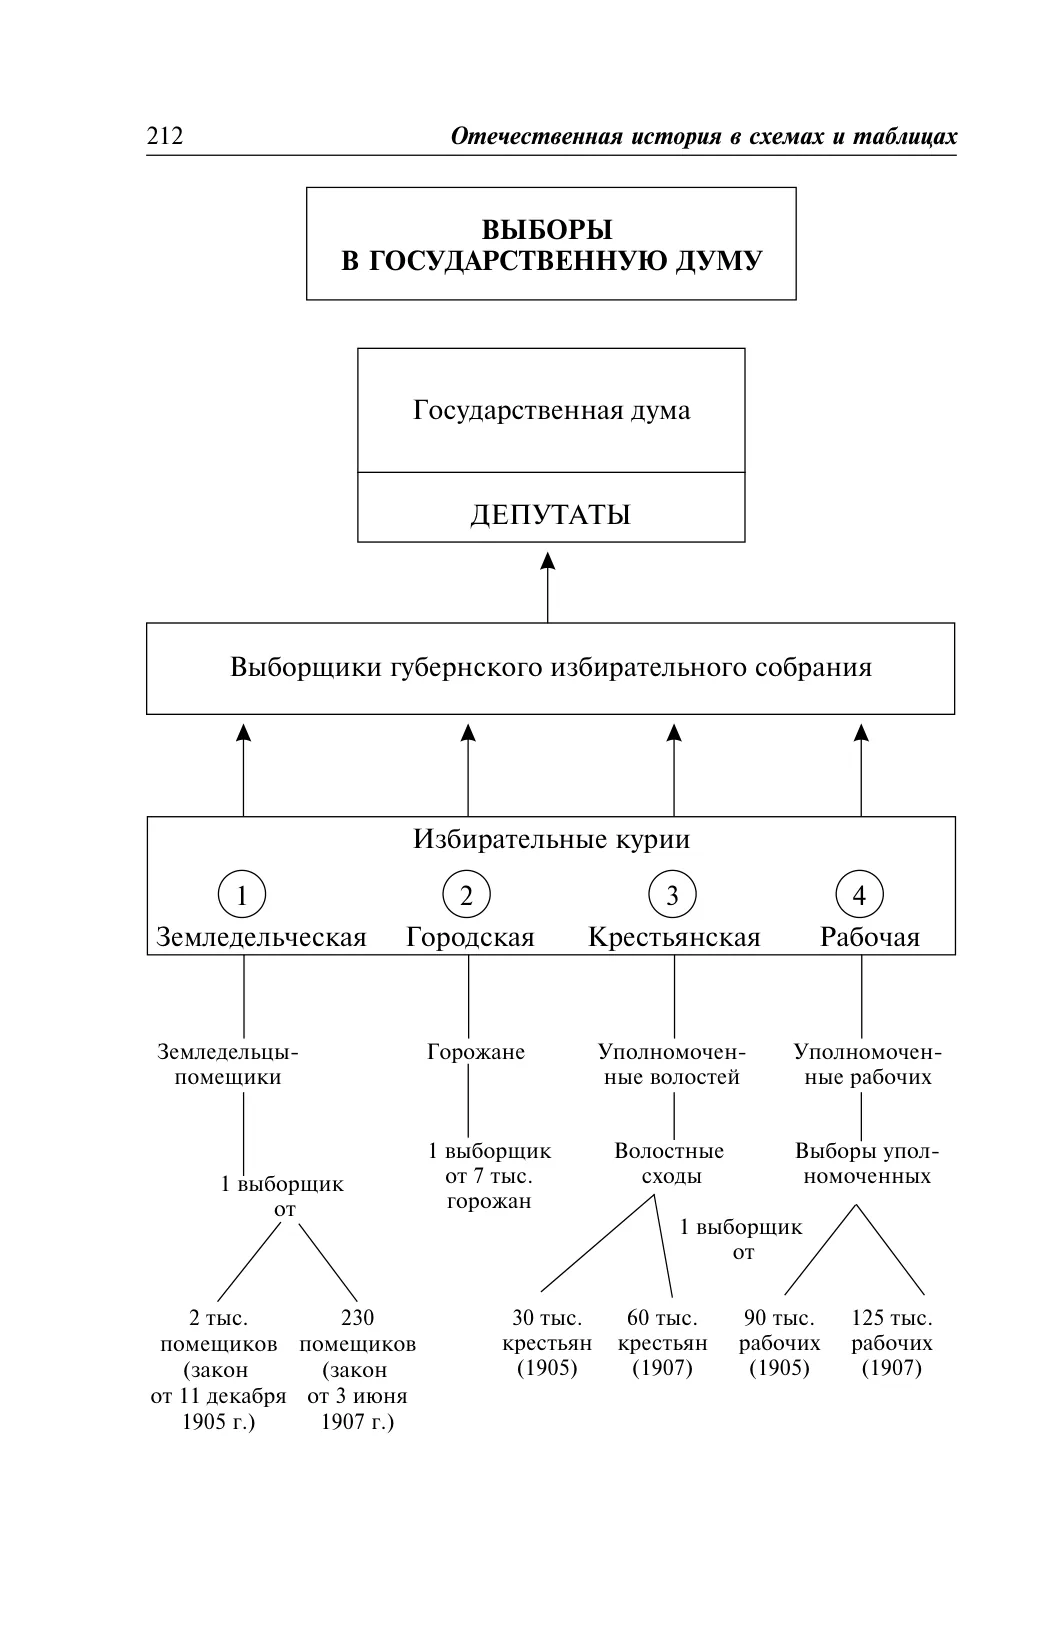 212
Отечественная история в схемах и таблицах
ВЫБОРЫ
В ГОСУДАРСТВЕННУЮ ДУМУ
Государственная дума
ДЕПУТАТЫ
Выборщики губернского избирательного собрания
Избирательные курии
1
Земледельческая
2
Городская
3
Крестьянская
4
Рабочая
Земледельцы-
помещики
1 выборщик
от
2 тыс.
помещиков
(закон
от 11 декабря
1905 г.)
230
помещиков
(закон
от 3 июня
1907 г.)
Горожане
1 выборщик
от 7 тыс.
горожан
Уполномочен-
ные волостей
Волостные
сходы
1 выборщик
от
30 тыс.
крестьян
(1905)
60 тыс.
крестьян
(1907)
Уполномочен-
ные рабочих
Выборы упол-
номоченных
90 тыс.
рабочих
(1905)
125 тыс.
рабочих
(1907)